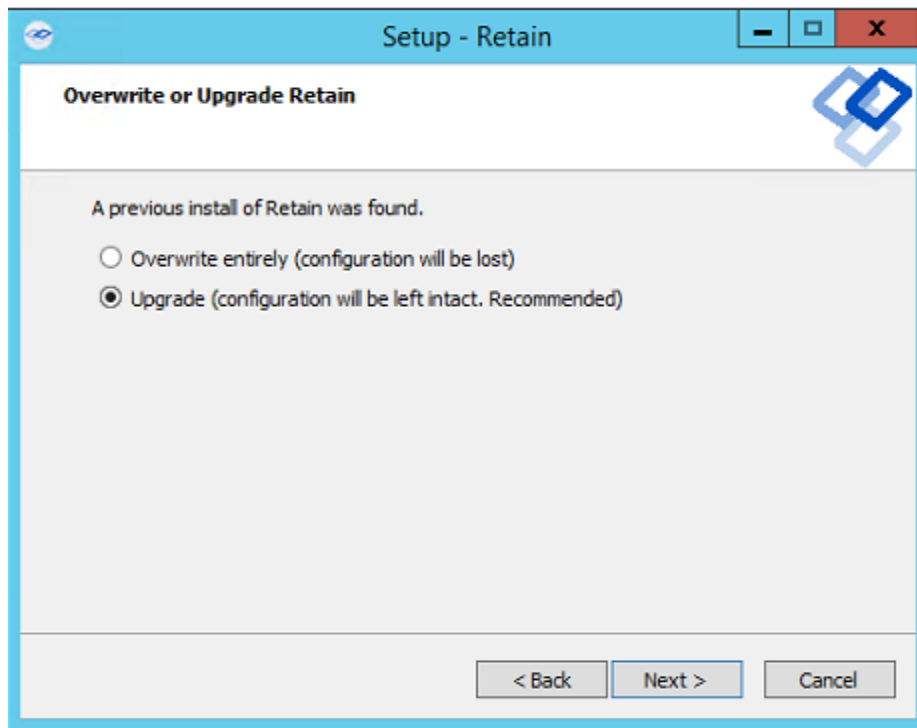 Setup - Retain
Overwrite or Upgrade Retain
A previous install of Retain was found.
Overwrite entirely (configuration will be lost)
Upgrade (configuration will be left intact. Recommended)
< Back Next > Cancel